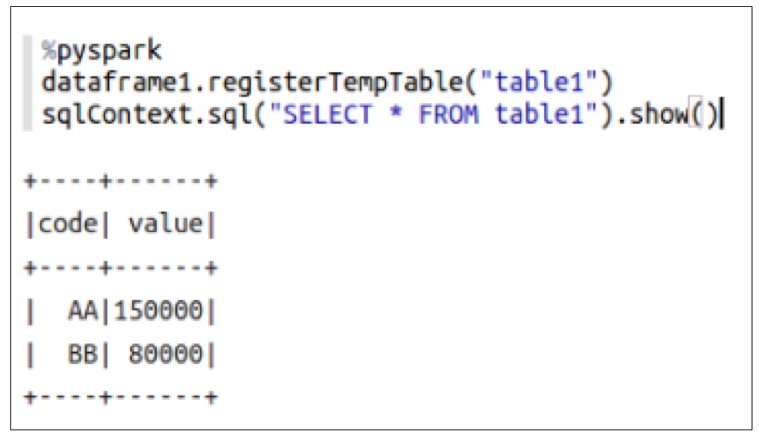 %pyspark
dataframe1.registerTempTable("table1")
sqlContext.sql("SELECT * FROM table1").show()
+----+------+
|code| value|
+----+------+
|  AA|150000|
|  BB| 80000|
+----+------+